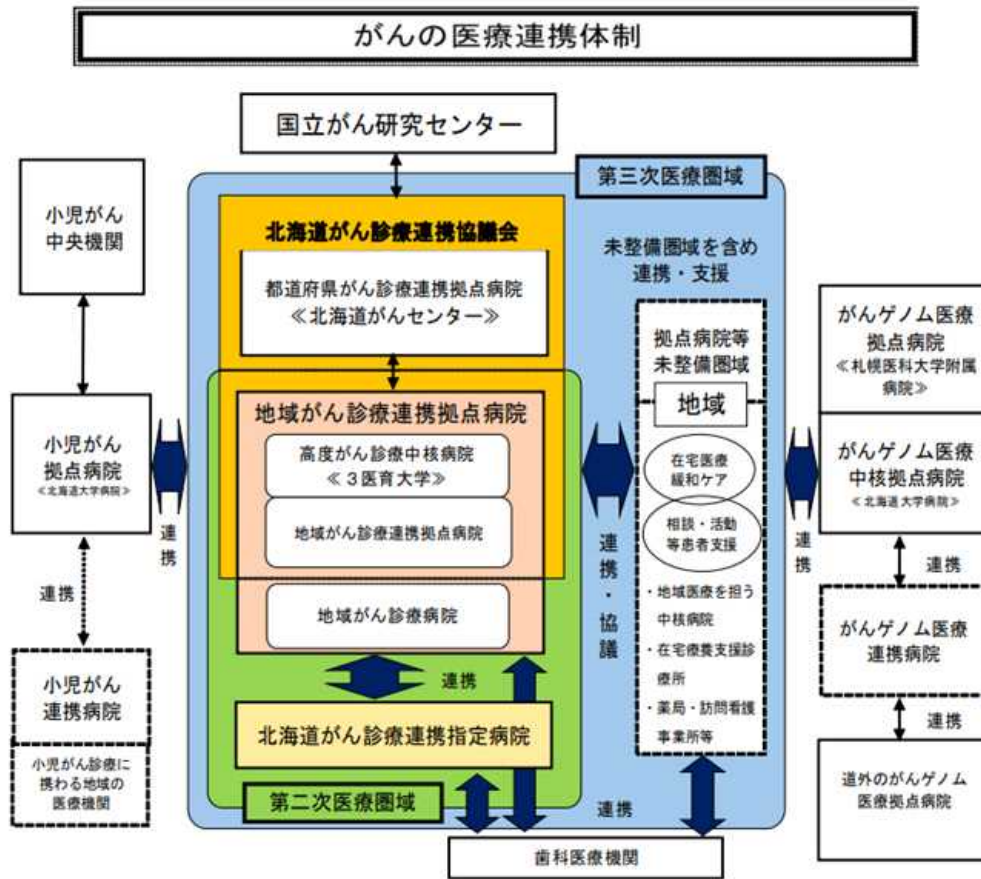 がんの医療連携体制
国立がん研究センター
第三次医療圏域
小児がん
中央機関
北海道がん診療連携協議会
都道府県がん診療連携拠点病院
≪北海道がんセンター≫
未整備圏域を含め
連携・支援
拠点病院等
未整備圏域
地域
在宅医療
緩和ケア
相談・活動
等患者支援
・地域医療を担う
中核病院
・在宅療養支援診
療所
・薬局・訪問看護
事業所等
がんゲノム医療
拠点病院
≪札幌医科大学附属
病院≫
がんゲノム医療
中核拠点病院
≪北海道大学病院≫
連携
がんゲノム医療
連携病院
連携
道外のがんゲノム
医療拠点病院
小児がん
拠点病院
≪北海道大学病院≫
連携
小児がん
連携病院
小児がん診療に
携わる地域の
医療機関
連携
地域がん診療連携拠点病院
高度がん診療中核病院
≪3医育大学≫
地域がん診療連携拠点病院
地域がん診療病院
連携
北海道がん診療連携指定病院
第二次医療圏域
連携・協議
連携
連携
歯科医療機関